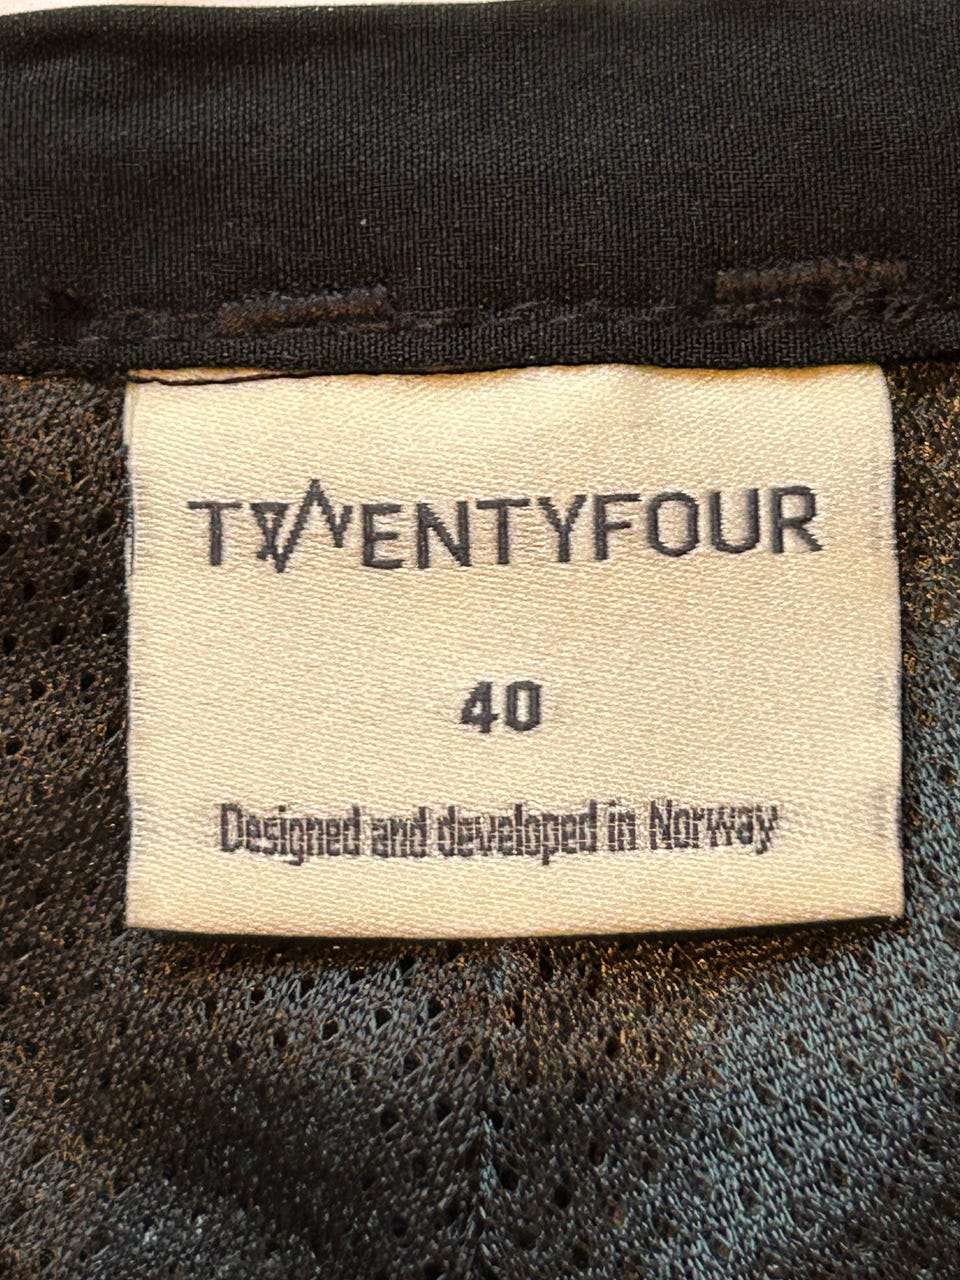 TWENTYFOUR
40
Designed and developed in Norway